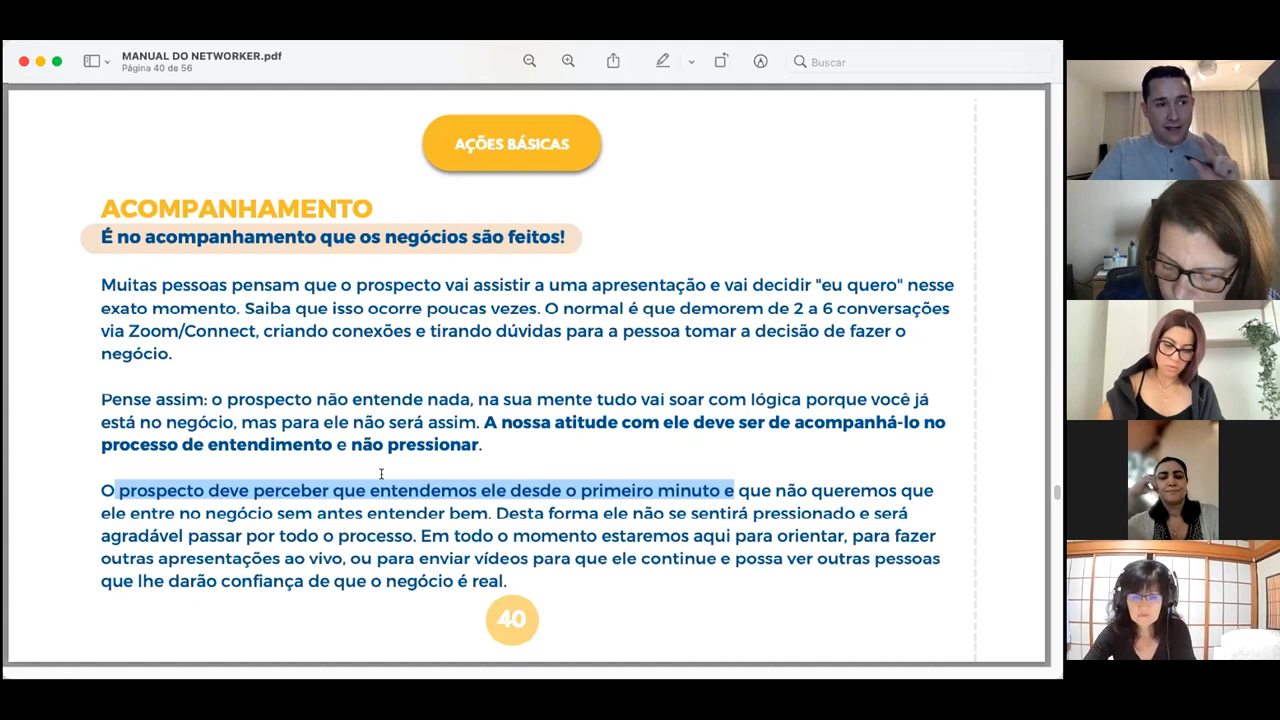 MANUAL DO NETWORKER.pdf
Página 40 de 56
Buscar
AÇÕES BÁSICAS
ACOMPANHAMENTO
É no acompanhamento que os negócios são feitos!
Muitas pessoas pensam que o prospecto vai assistir a uma apresentação e vai decidir "eu quero" nesse
exato momento. Saiba que isso ocorre poucas vezes. O normal é que demorem de 2 a 6 conversações
via Zoom/Connect, criando conexões e tirando dúvidas para a pessoa tomar a decisão de fazer o
negócio.
Pense assim: o prospecto não entende nada, na sua mente tudo vai soar com lógica porque você já
está no negócio, mas para ele não será assim. A nossa atitude com ele deve ser de acompanhá-lo no
processo de entendimento e não pressionar.
O prospecto deve perceber que entendemos ele desde o primeiro minuto e que não queremos que
ele entre no negócio sem antes entender bem. Desta forma ele não se sentirá pressionado e será
agradável passar por todo o processo. Em todo o momento estaremos aqui para orientar, para fazer
outras apresentações ao vivo, ou para enviar vídeos para que ele continue e possa ver outras pessoas
que lhe darão confiança de que o negócio é real.
40